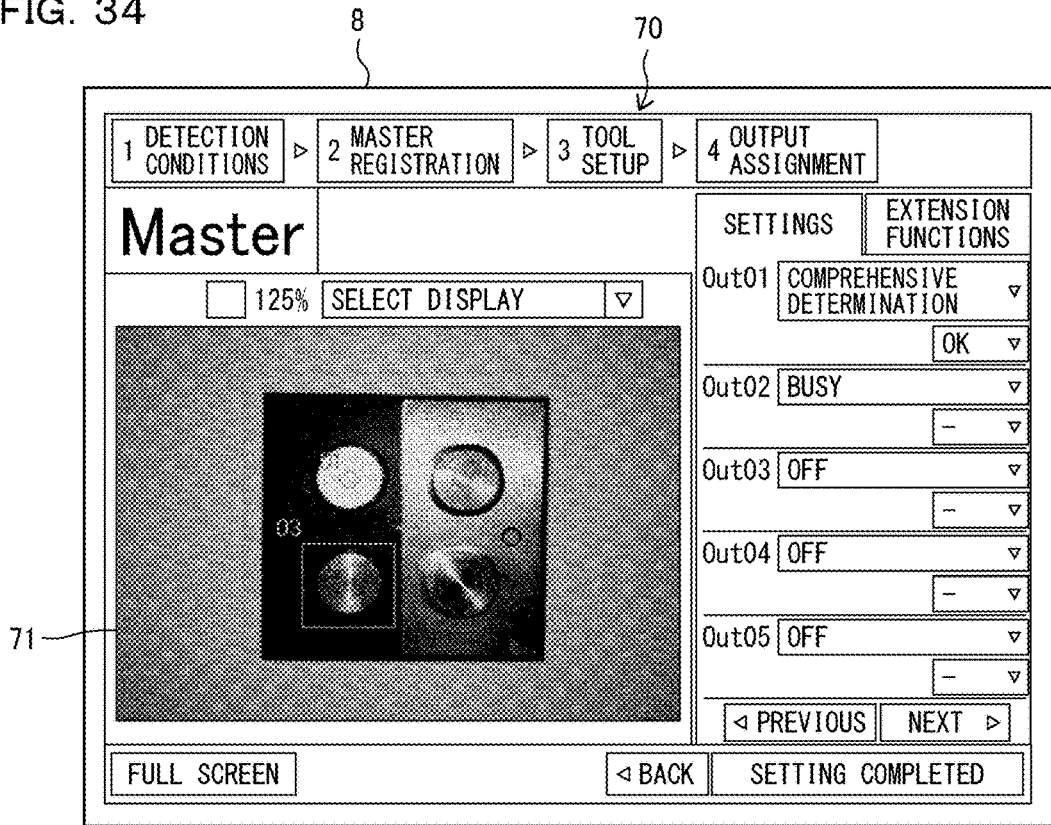 FIG. 34
8
70
1 DETECTION CONDITIONS ▷ 2 MASTER REGISTRATION ▷ 3 TOOL SETUP ▷ 4 OUTPUT ASSIGNMENT
Master
SETTINGS
EXTENSION
FUNCTIONS
125% SELECT DISPLAY ▽
Out01 COMPREHENSIVE
DETERMINATION ▽
OK ▽
Out02 BUSY ▽
- ▽
Out03 OFF ▽
- ▽
03
Out04 OFF ▽
- ▽
71
Out05 OFF ▽
- ▽
◁ PREVIOUS NEXT ▷
FULL SCREEN ◁ BACK SETTING COMPLETED